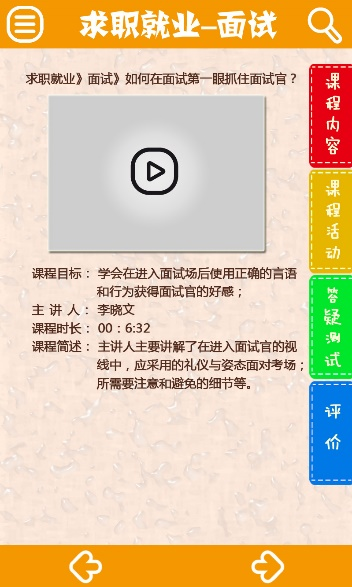 求职就业–面试
求职就业》面试》如何在面试第一眼抓住面试官？
课程目标： 学会在进入面试场后使用正确的言语
和行为获得面试官的好感；
主 讲 人： 李晓文
课程时长： 00：6:32
课程简述： 主讲人主要讲解了在进入面试官的视
线中，应采用的礼仪与姿态面对考场；
所需要注意和避免的细节等。
课程内容
课程活动
答疑测试
评价